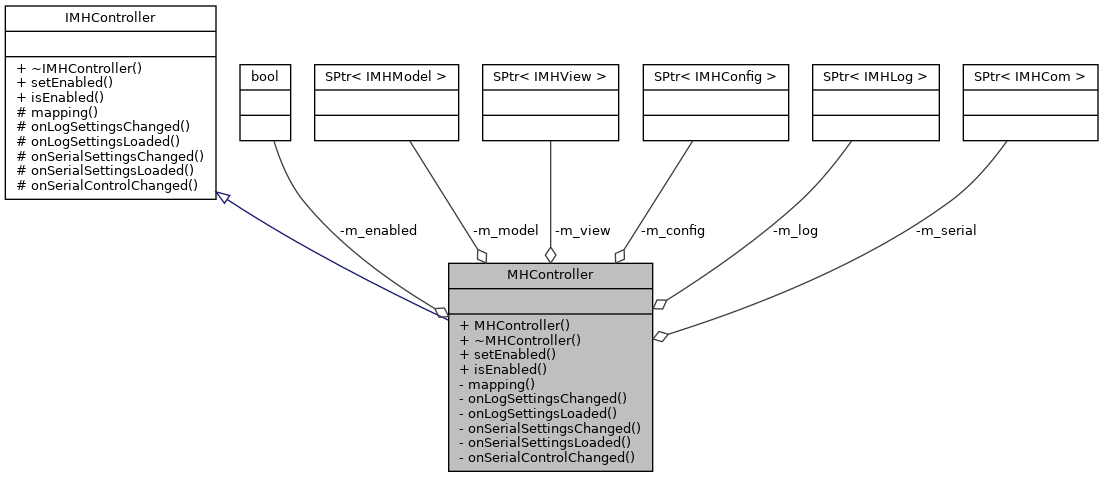 IMHController
+ ~IMHController()
+ setEnabled()
+ isEnabled()
# mapping()
# onLogSettingsChanged()
# onLogSettingsLoaded()
# onSerialSettingsChanged()
# onSerialSettingsLoaded()
# onSerialControlChanged()
bool
SPtr< IMHModel >
SPtr< IMHView >
SPtr< IMHConfig >
SPtr< IMHLog >
SPtr< IMHCom >
-m_enabled
-m_model
-m_view
-m_config
-m_log
-m_serial
MHController
+ MHController()
+ ~MHController()
+ setEnabled()
+ isEnabled()
- mapping()
- onLogSettingsChanged()
- onLogSettingsLoaded()
- onSerialSettingsChanged()
- onSerialSettingsLoaded()
- onSerialControlChanged()